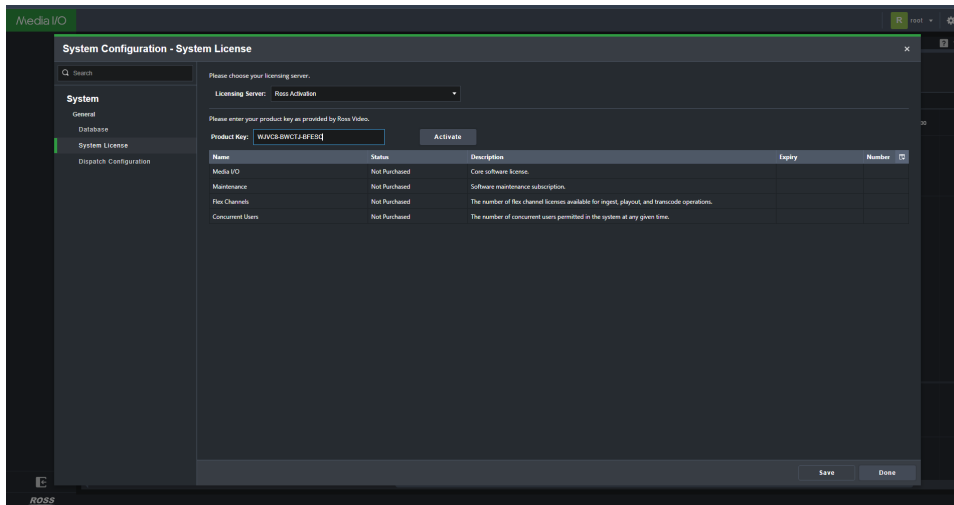 Media I/O
R root
System Configuration - System License
Search
System
General
Database
System License
Dispatch Configuration
Please choose your licensing server.
Licensing Server: Ross Activation
Please enter your product key as provided by Ross Video.
Product Key: WJVC8-BWCTJ-BFESC Activate
Name Status Description Expiry Number
Media I/O Not Purchased Core software license.
Maintenance Not Purchased Software maintenance subscription.
Flex Channels Not Purchased The number of flex channel licenses available for ingest, playout, and transcode operations.
Concurrent Users Not Purchased The number of concurrent users permitted in the system at any given time.
Save Done
ROSS